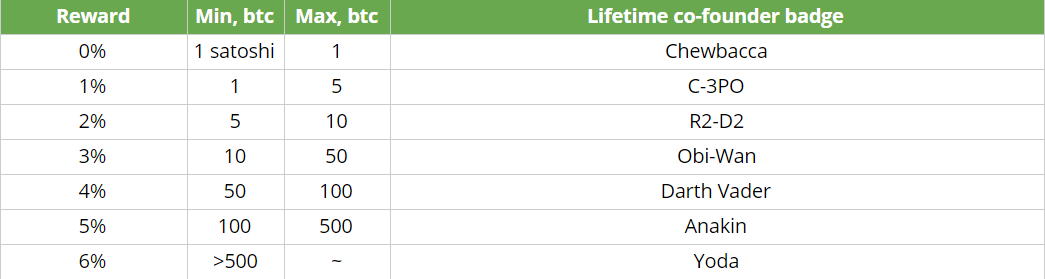 Reward Min, btc Max, btc Lifetime co-founder badge
0% 1 satoshi 1 Chewbacca
1% 1 5 C-3PO
2% 5 10 R2-D2
3% 10 50 Obi-Wan
4% 50 100 Darth Vader
5% 100 500 Anakin
6% >500 ~ Yoda